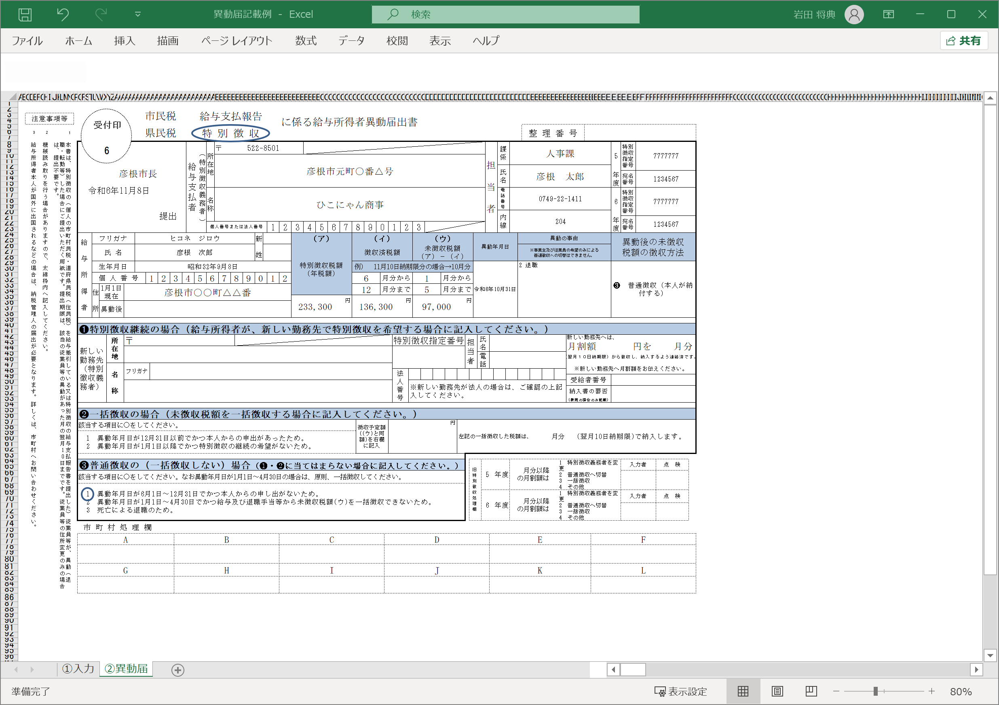 異動届記載例 - Excel
検索
岩田 将典
ファイル ホーム 挿入 描画 ページ レイアウト 数式 データ 校閲 表示 ヘルプ
共有
注意事項等
1 本書は、特別徴収の(個人の市町村民税・道府県民税(住民税)を給与差引している又は特別徴収の給与支払報告書を提出した)従業員等が、異動(退職・転勤等)した場合にご提出いただく用紙です。提出期限は、該当の従業員等の異動があった月の翌月10日までです。従業員等の住所変更のみの場合は、提出不要です。
2 機械読み取りを行う場合がありますので、太線枠内へ記入してください。
3 給与所得者本人が国外に出国されるなどの場合は、納税管理人の届出が必要となります。詳しくは、市町村へお問い合わせください。
受付印
6
市民税
県民税
給与支払報告
特別徴収
に係る給与所得者異動届出書
整理番号
彦根市長
令和6年11月8日
提出
給与支払者
(特別徴収義務者)
所在地
〒 522-8501
彦根市元町〇番△号
名称
ひこにゃん商事
個人番号または法人番号 1 2 3 4 5 6 7 8 9 0 1 2 3
担当者
課係 人事課
氏名 彦根 太郎
電話番号 0749-22-1411
内線 204
5年度
特別徴収指定番号 7777777
宛名番号 1234567
6年度
特別徴収指定番号 7777777
宛名番号 1234567
給与所得者
フリガナ ヒコネ ジロウ
氏名 彦根 次郎
新姓
生年月日 昭和32年9月8日
個人番号 1 2 3 4 5 6 7 8 9 0 1 2
住所
1月1日現在 彦根市〇〇町△△番
異動後
(ア)
特別徴収税額
(年税額)
233,300 円
(イ)
徴収済税額
(ウ)
未徴収税額
(ア)-(イ)
例) 11月10日納期限分の場合→10月分
6 月分から 1 月分から
12 月分まで 5 月分まで
136,300 円
97,000 円
異動年月日
令和6年10月31日
異動の事由
※事業主及び従業員の希望のみによる
普通徴収への切替はできません。
2 退職
異動後の未徴収
税額の徴収方法
❸ 普通徴収(本人が納
付する)
❶特別徴収継続の場合(給与所得者が、新しい勤務先で特別徴収を希望する場合に記入してください。)
新しい
勤務先
(特別
徴収義
務者)
所在地
〒
名称
フリガナ
特別徴収指定番号
担当者
氏名
電話
法人番号
※新しい勤務先が法人の場合は、ご確認の上記
入してください。
新しい勤務先へは、
月割額 円を 月分
(翌月10日納期限)から徴収し、納入するよう連絡済です。
※新しい勤務先へ月割額をお伝えください。
受給者番号
納入書の要否
(新規の場合のみ記載)
❷一括徴収の場合(未徴収税額を一括徴収する場合に記入してください。)
該当する項目に〇をしてください。
1 異動年月日が12月31日以前でかつ本人からの申出があったため。
2 異動年月日が1月1日以降でかつ特別徴収の継続の希望がないため。
徴収予定額
((ウ)と同
額)を右欄
に記入
円
左記の一括徴収した税額は、 月分 (翌月10日納期限)で納入します。
❸普通徴収の(一括徴収しない)場合(❶・❷に当てはまらない場合に記入してください。)
該当する項目に〇をしてください。なお異動年月日が1月1日～4月30日の場合は、原則、一括徴収してください。
1 異動年月日が6月1日～12月31日でかつ本人からの申し出がないため。
2 異動年月日が1月1日～4月30日でかつ給与及び退職手当等から未徴収税額(ウ)を一括徴収できないため。
3 死亡による退職のため。
旧特別徴収処理欄
5 年度 月分以降
の月割額は
1 特別徴収義務者を変
更
2 普通徴収へ切替
3 一括徴収
4 その他
入力者 点 検
6 年度 月分以降
の月割額は
1 特別徴収義務者を変
更
2 普通徴収へ切替
3 一括徴収
4 その他
入力者 点 検
市町村処理欄
A B C D E F
G H I J K L
①入力 ②異動届
準備完了
表示設定
80%